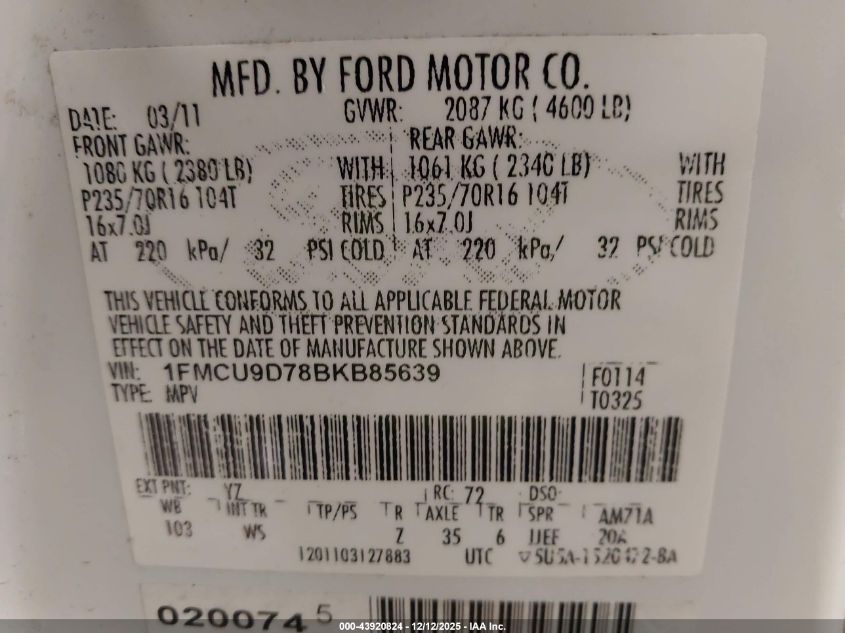 MFD. BY FORD MOTOR CO.
DATE: 03/11 GVWR: 2087 KG ( 4600 LB)
FRONT GAWR: REAR GAWR:
1080 KG ( 2380 LB) WITH 1061 KG ( 2340 LB) WITH
P235/70R16 104T TIRES P235/70R16 104T TIRES
16x7.0J RIMS 16x7.0J RIMS
AT 220 kPa/ 32 PSI COLD AT 220 kPa/ 32 PSI COLD
THIS VEHICLE CONFORMS TO ALL APPLICABLE FEDERAL MOTOR
VEHICLE SAFETY AND THEFT PREVENTION STANDARDS IN
EFFECT ON THE DATE OF MANUFACTURE SHOWN ABOVE.
VIN: 1FMCU9D78BKB85639 F0114
TYPE: MPV T0325
EXT PNT: YZ RC: 72 DSO:
WB INT TR TP/PS R AXLE TR SPR AM71A
103 WS Z 35 6 JJEF 20A
1201103127883 UTC
020074 5
000-43920824 - 12/12/2025 - IAA Inc.